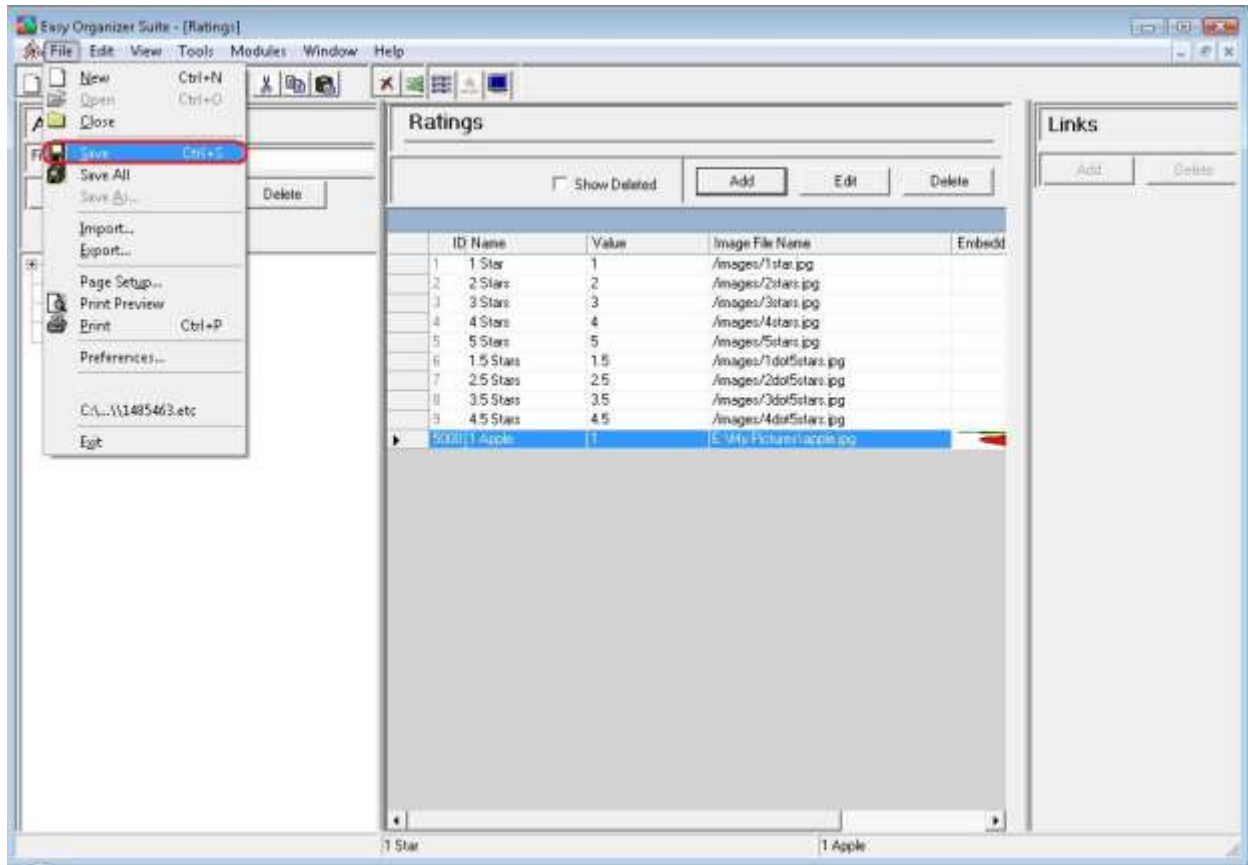 Easy Organizer Suite - [Ratings]
File Edit View Tools Modules Window Help
New Ctrl+N
Open Ctrl+O
Close
Save Ctrl+S
Save All
Save As...
Import...
Export...
Page Setup...
Print Preview
Print Ctrl+P
Preferences...
C:\...\\1485463.etc
Exit
Delete
Ratings
Show Deleted Add Edit Delete
ID Name Value Image File Name Embedd
1 1 Star 1 /images/1star.jpg
2 2 Stars 2 /images/2stars.jpg
3 3 Stars 3 /images/3stars.jpg
4 4 Stars 4 /images/4stars.jpg
5 5 Stars 5 /images/5stars.jpg
6 1.5 Stars 1.5 /images/1dot5stars.jpg
7 2.5 Stars 2.5 /images/2dot5stars.jpg
8 3.5 Stars 3.5 /images/3dot5stars.jpg
9 4.5 Stars 4.5 /images/4dot5stars.jpg
5000 1 Apple 1 E:\My Pictures\apple.jpg
Links
Add Delete
1 Star 1 Apple